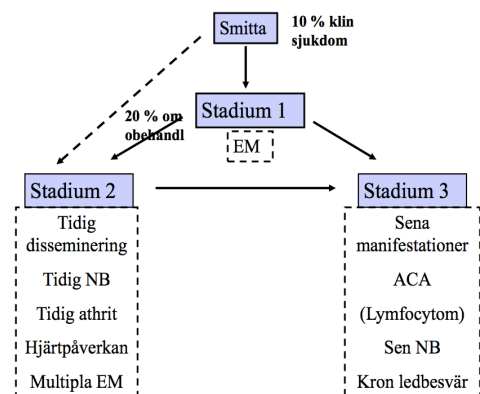 Smitta
10 % klin
sjukdom
Stadium 1
20 % om
obehandl
EM
Stadium 2
Tidig
disseminering
Tidig NB
Tidig athrit
Hjärtpåverkan
Multipla EM
Stadium 3
Sena
manifestationer
ACA
(Lymfocytom)
Sen NB
Kron ledbesvär